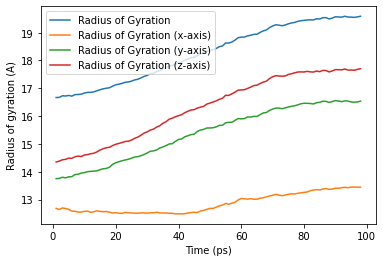 Radius of Gyration
Radius of Gyration (x-axis)
Radius of Gyration (y-axis)
Radius of Gyration (z-axis)
Radius of gyration (A)
19
18
17
16
15
14
13
0
20
40
60
80
100
Time (ps)